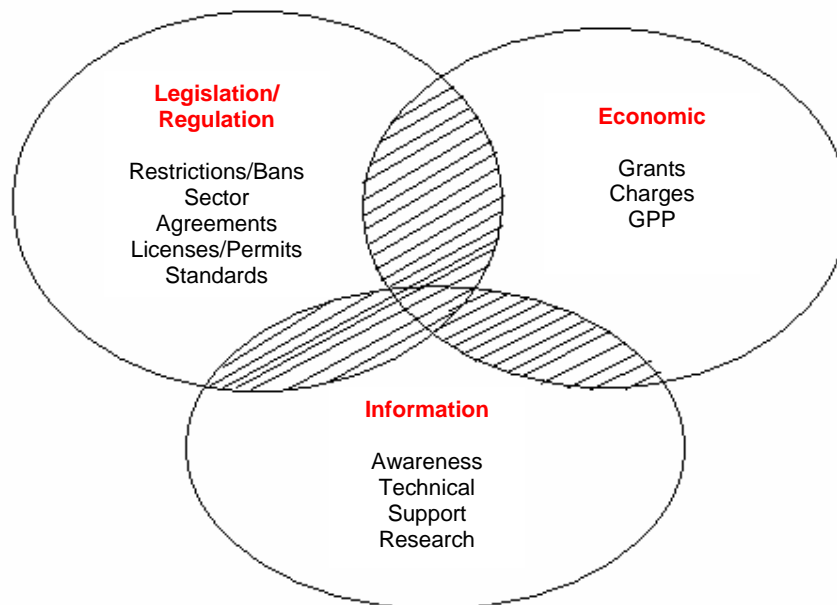 Legislation/
Regulation
Restrictions/Bans
Sector
Agreements
Licenses/Permits
Standards
Economic
Grants
Charges
GPP
Information
Awareness
Technical
Support
Research